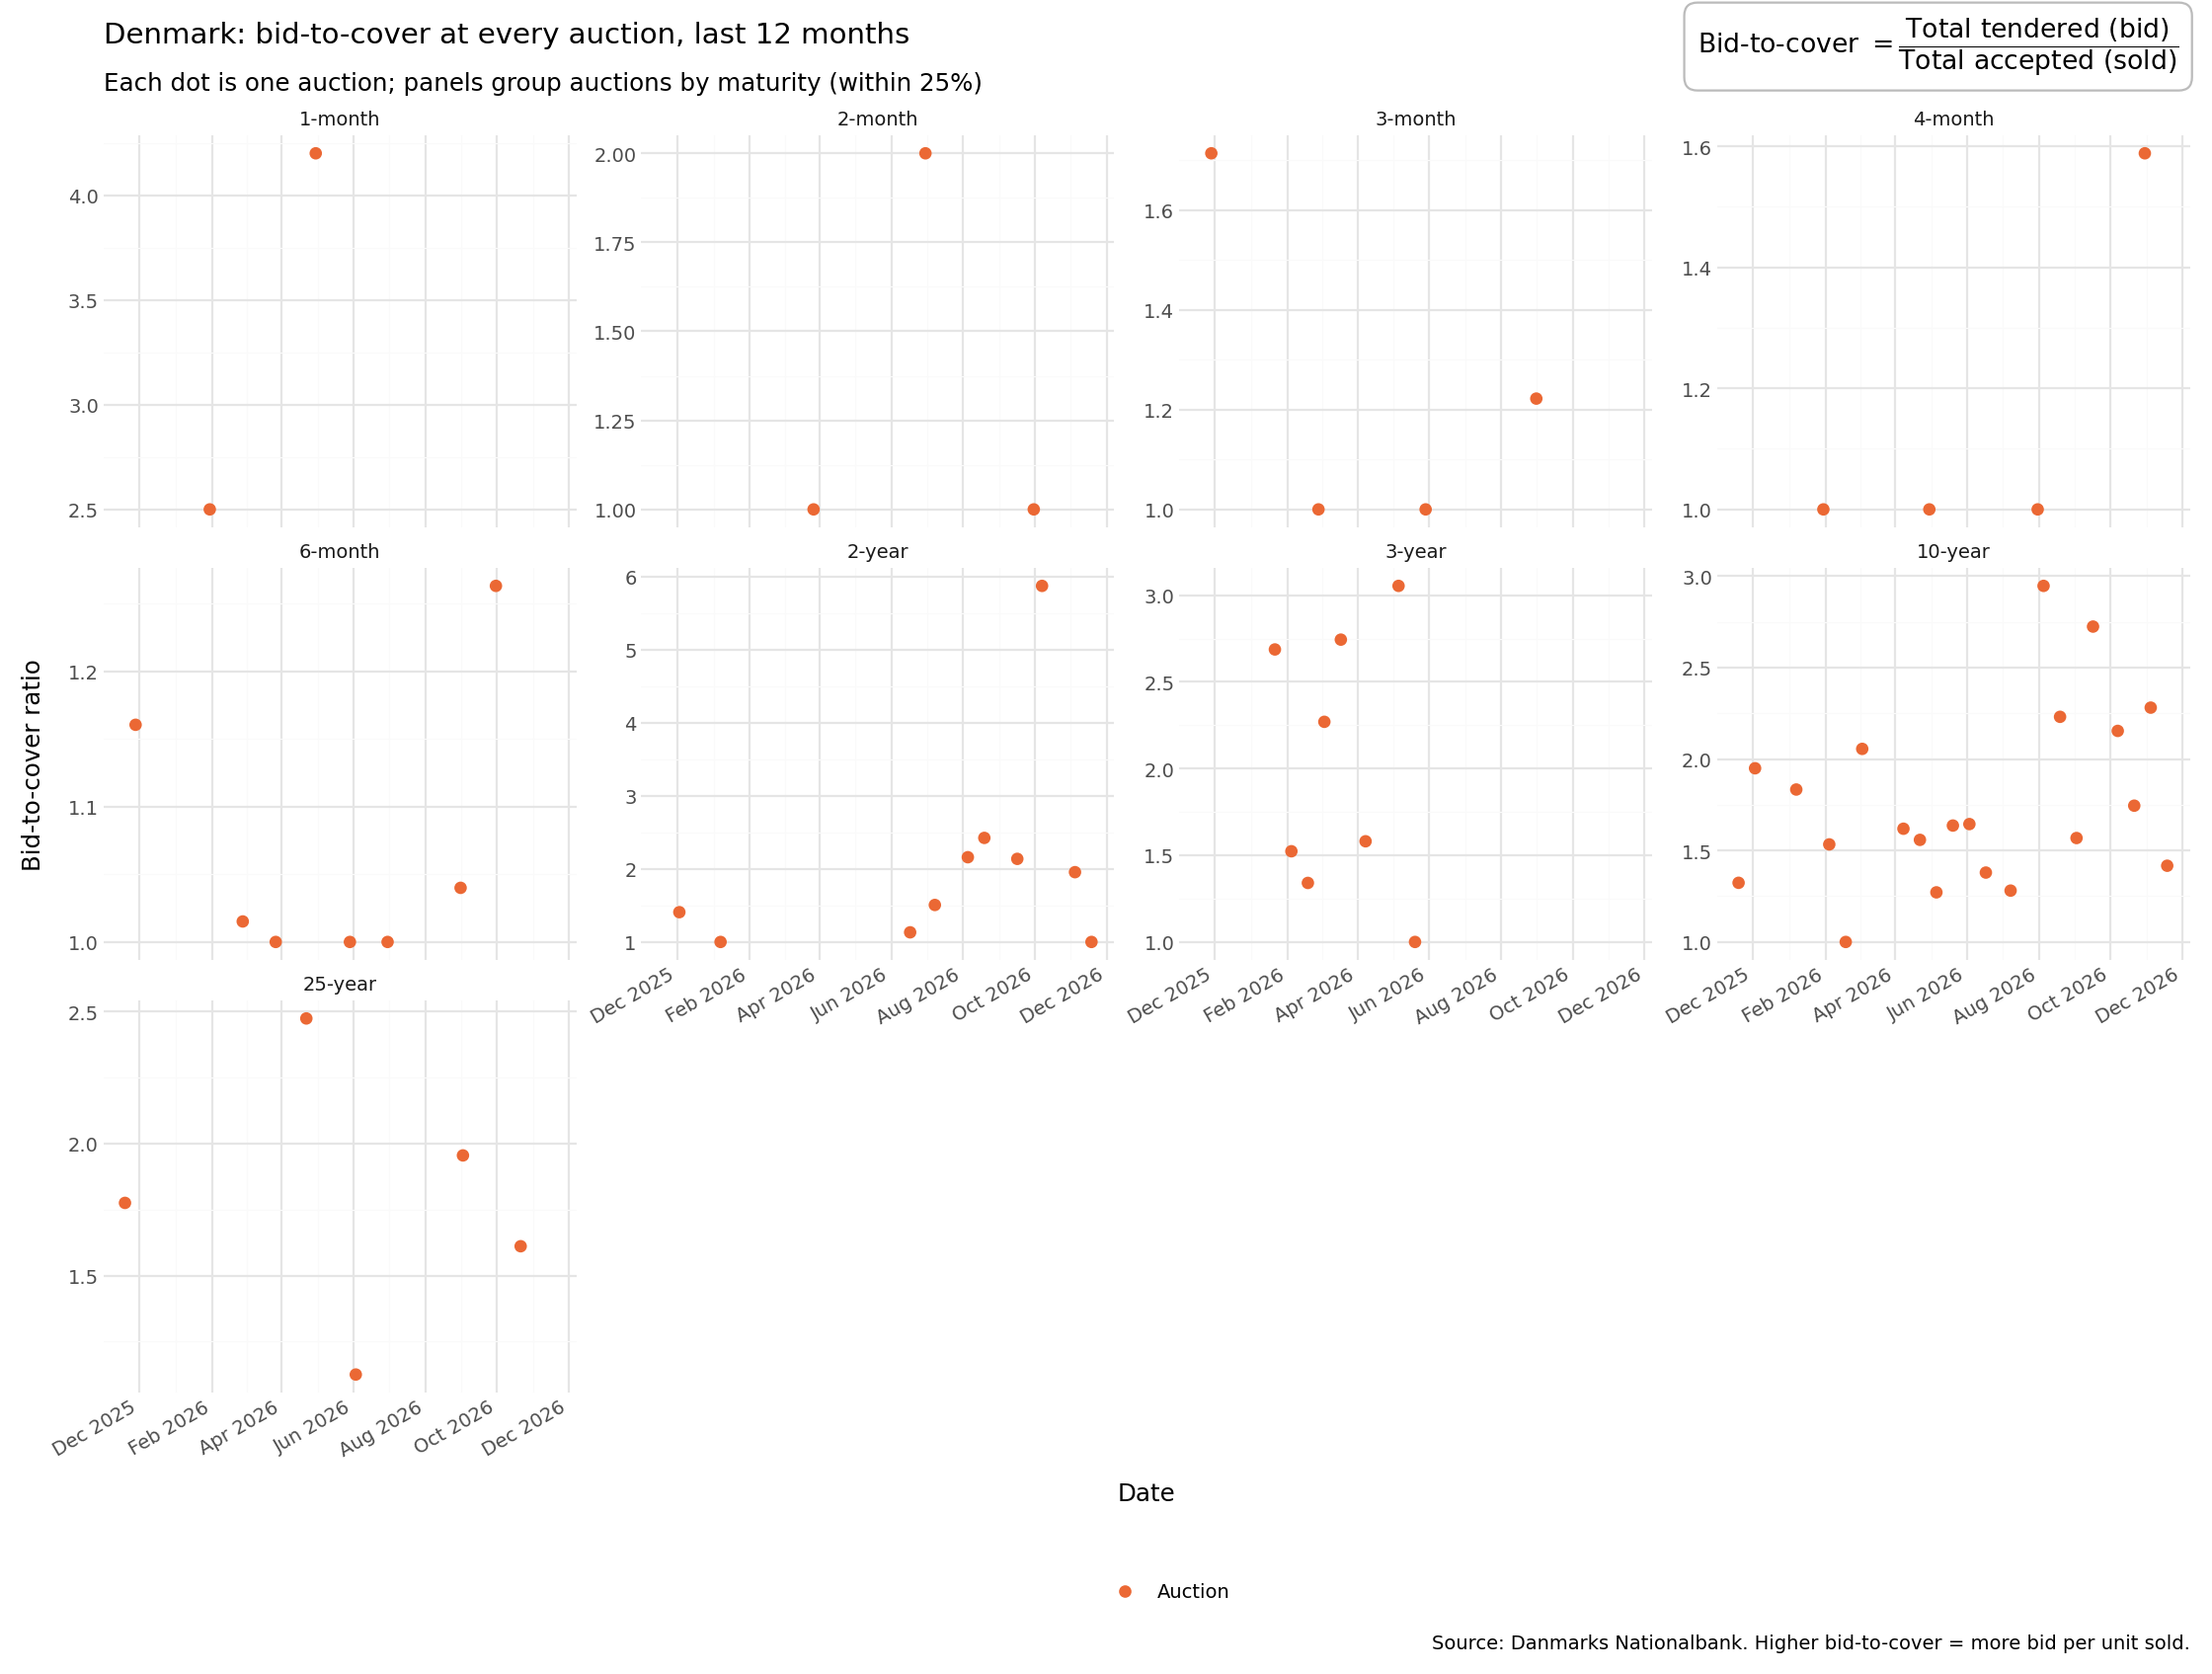 Denmark: bid-to-cover at every auction, last 12 months
Each dot is one auction; panels group auctions by maturity (within 25%)
Bid-to-cover = Total tendered (bid)
Total accepted (sold)
1-month
2-month
3-month
4-month
4.0
3.5
3.0
2.5
2.00
1.75
1.50
1.25
1.00
1.6
1.4
1.2
1.0
1.6
1.4
1.2
1.0
6-month
2-year
3-year
10-year
1.2
1.1
1.0
6
5
4
3
2
1
3.0
2.5
2.0
1.5
1.0
3.0
2.5
2.0
1.5
1.0
Dec 2025 Feb 2026 Apr 2026 Jun 2026 Aug 2026 Oct 2026 Dec 2026
Dec 2025 Feb 2026 Apr 2026 Jun 2026 Aug 2026 Oct 2026 Dec 2026
Dec 2025 Feb 2026 Apr 2026 Jun 2026 Aug 2026 Oct 2026 Dec 2026
25-year
2.5
2.0
1.5
Dec 2025 Feb 2026 Apr 2026 Jun 2026 Aug 2026 Oct 2026 Dec 2026
Bid-to-cover ratio
Date
Auction
Source: Danmarks Nationalbank. Higher bid-to-cover = more bid per unit sold.